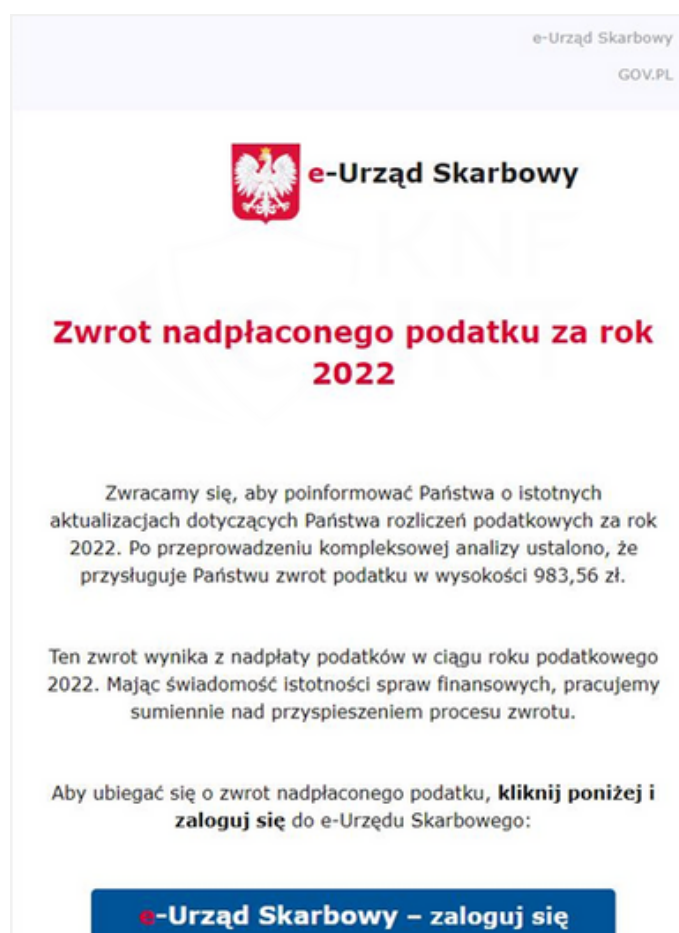 e-Urząd Skarbowy
GOV.PL
e-Urząd Skarbowy
KNF
CSIRT
Zwrot nadpłaconego podatku za rok
2022
Zwracamy się, aby poinformować Państwa o istotnych
aktualizacjach dotyczących Państwa rozliczeń podatkowych za rok
2022. Po przeprowadzeniu kompleksowej analizy ustalono, że
przysługuje Państwu zwrot podatku w wysokości 983,56 zł.
Ten zwrot wynika z nadpłaty podatków w ciągu roku podatkowego
2022. Mając świadomość istotności spraw finansowych, pracujemy
sumiennie nad przyspieszeniem procesu zwrotu.
Aby ubiegać się o zwrot nadpłaconego podatku, kliknij poniżej i
zaloguj się do e-Urzędu Skarbowego:
e-Urząd Skarbowy – zaloguj się